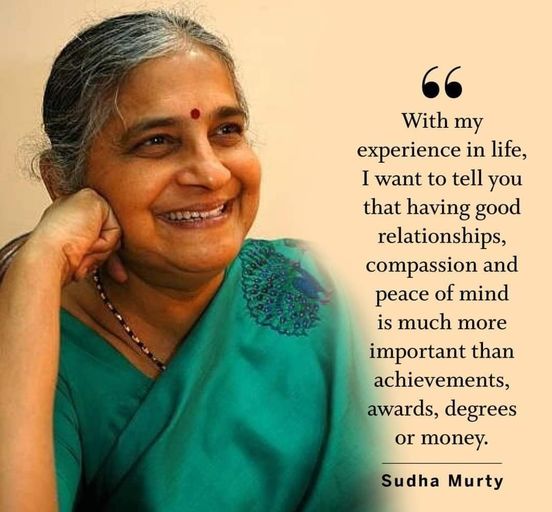 “
With my
experience in life,
I want to tell you
that having good
relationships,
compassion and
peace of mind
is much more
important than
achievements,
awards, degrees
or money.
Sudha Murty